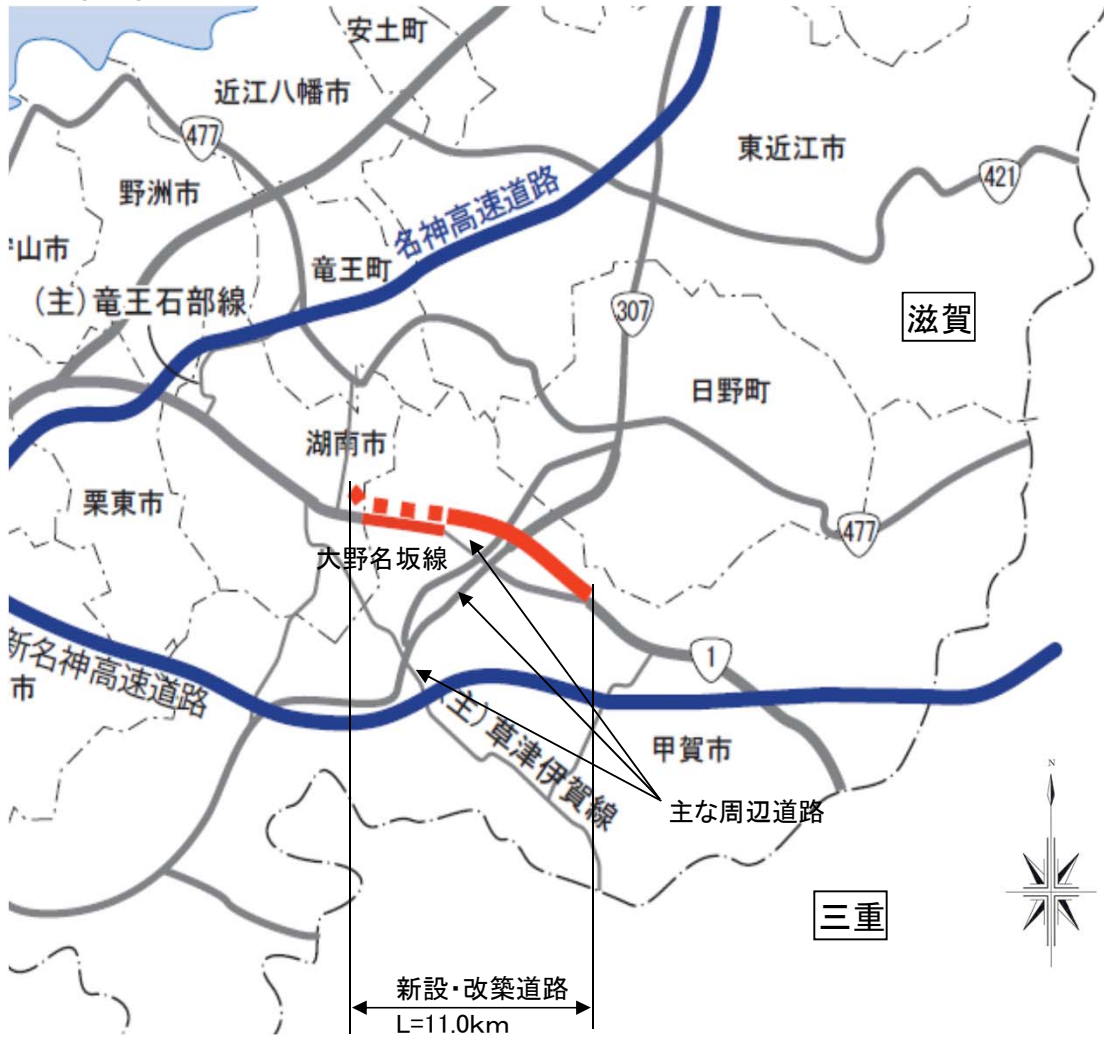 安土町
近江八幡市
477
東近江市
421
野洲市
名神高速道路
山市
竜王町
(主)竜王石部線
307
滋賀
日野町
湖南市
栗東市
477
大野名坂線
新名神高速道路
1
市
(主)草津伊賀線
甲賀市
主な周辺道路
N
三重
新設・改築道路
L=11.0km